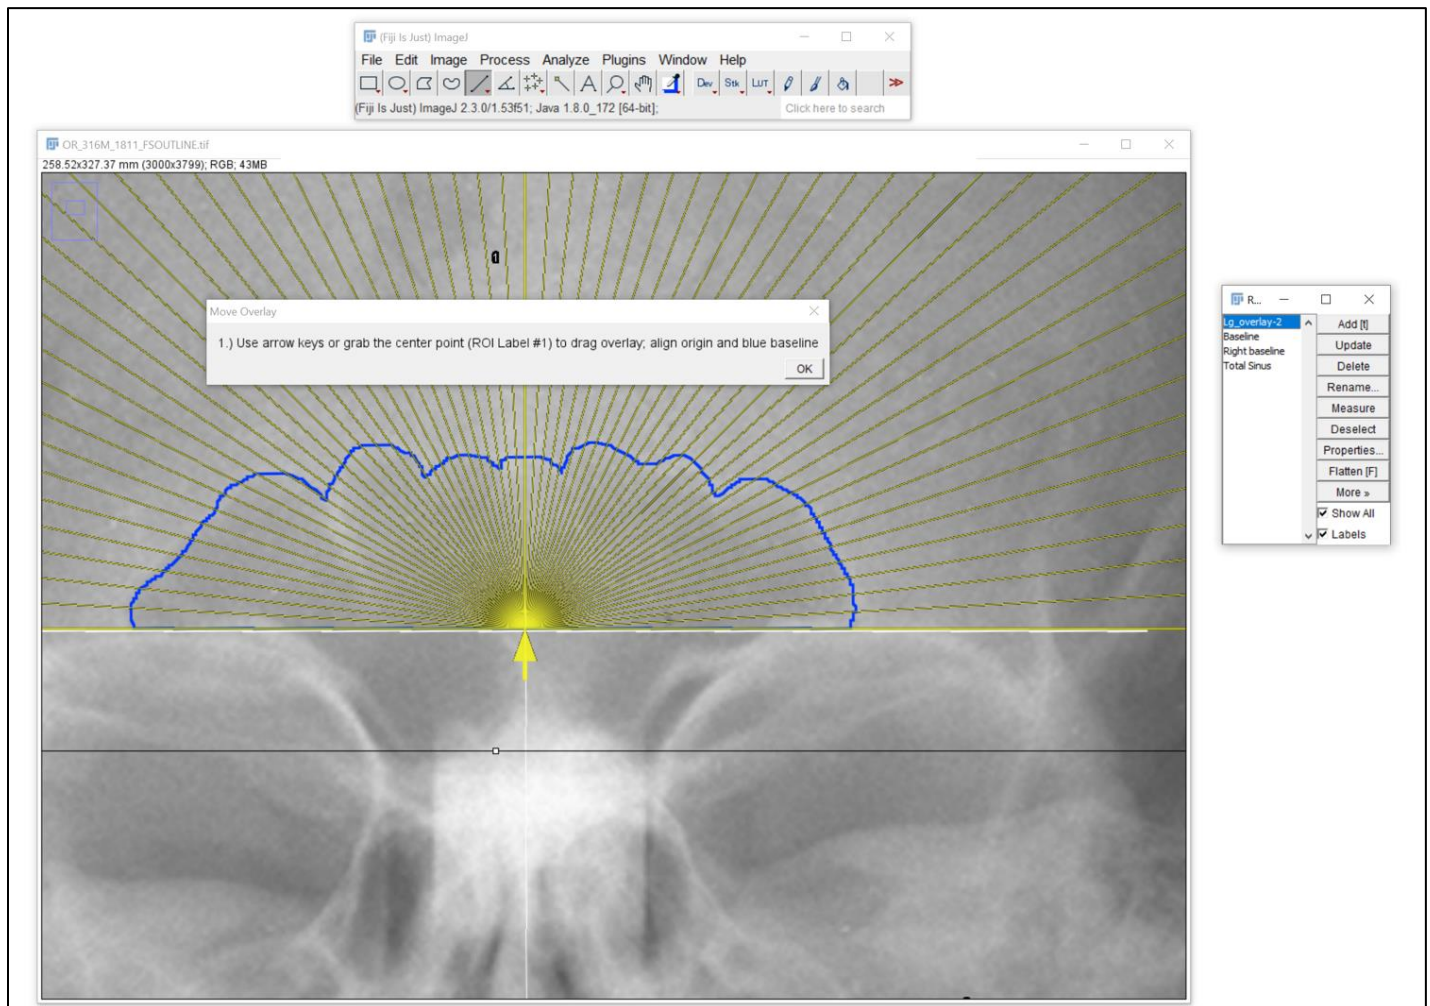 (Fiji Is Just) ImageJ
File Edit Image Process Analyze Plugins Window Help
Dev Stk LUT
(Fiji Is Just) ImageJ 2.3.0/1.53f51; Java 1.8.0_172 [64-bit];
Click here to search
OR_316M_1811_FSOUTLINE.tif
258.52x327.37 mm (3000x3799); RGB; 43MB
1
Move Overlay
1.) Use arrow keys or grab the center point (ROI Label #1) to drag overlay; align origin and blue baseline
OK
R...
Lg_overlay-2
Baseline
Right baseline
Total Sinus
Add [t]
Update
Delete
Rename...
Measure
Deselect
Properties...
Flatten [F]
More »
Show All
Labels